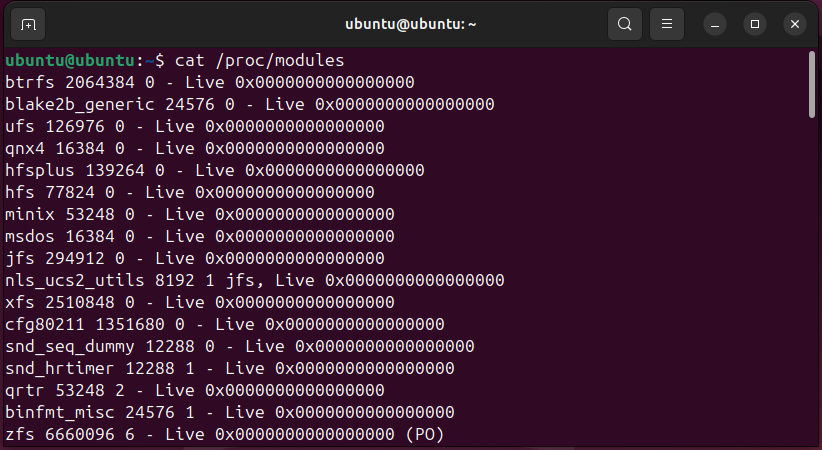 ubuntu@ubuntu: ~
ubuntu@ubuntu:~$ cat /proc/modules
btrfs 2064384 0 - Live 0x0000000000000000
blake2b_generic 24576 0 - Live 0x0000000000000000
ufs 126976 0 - Live 0x0000000000000000
qnx4 16384 0 - Live 0x0000000000000000
hfsplus 139264 0 - Live 0x0000000000000000
hfs 77824 0 - Live 0x0000000000000000
minix 53248 0 - Live 0x0000000000000000
msdos 16384 0 - Live 0x0000000000000000
jfs 294912 0 - Live 0x0000000000000000
nls_ucs2_utils 8192 1 jfs, Live 0x0000000000000000
xfs 2510848 0 - Live 0x0000000000000000
cfg80211 1351680 0 - Live 0x0000000000000000
snd_seq_dummy 12288 0 - Live 0x0000000000000000
snd_hrtimer 12288 1 - Live 0x0000000000000000
qrtr 53248 2 - Live 0x0000000000000000
binfmt_misc 24576 1 - Live 0x0000000000000000
zfs 6660096 6 - Live 0x0000000000000000 (PO)